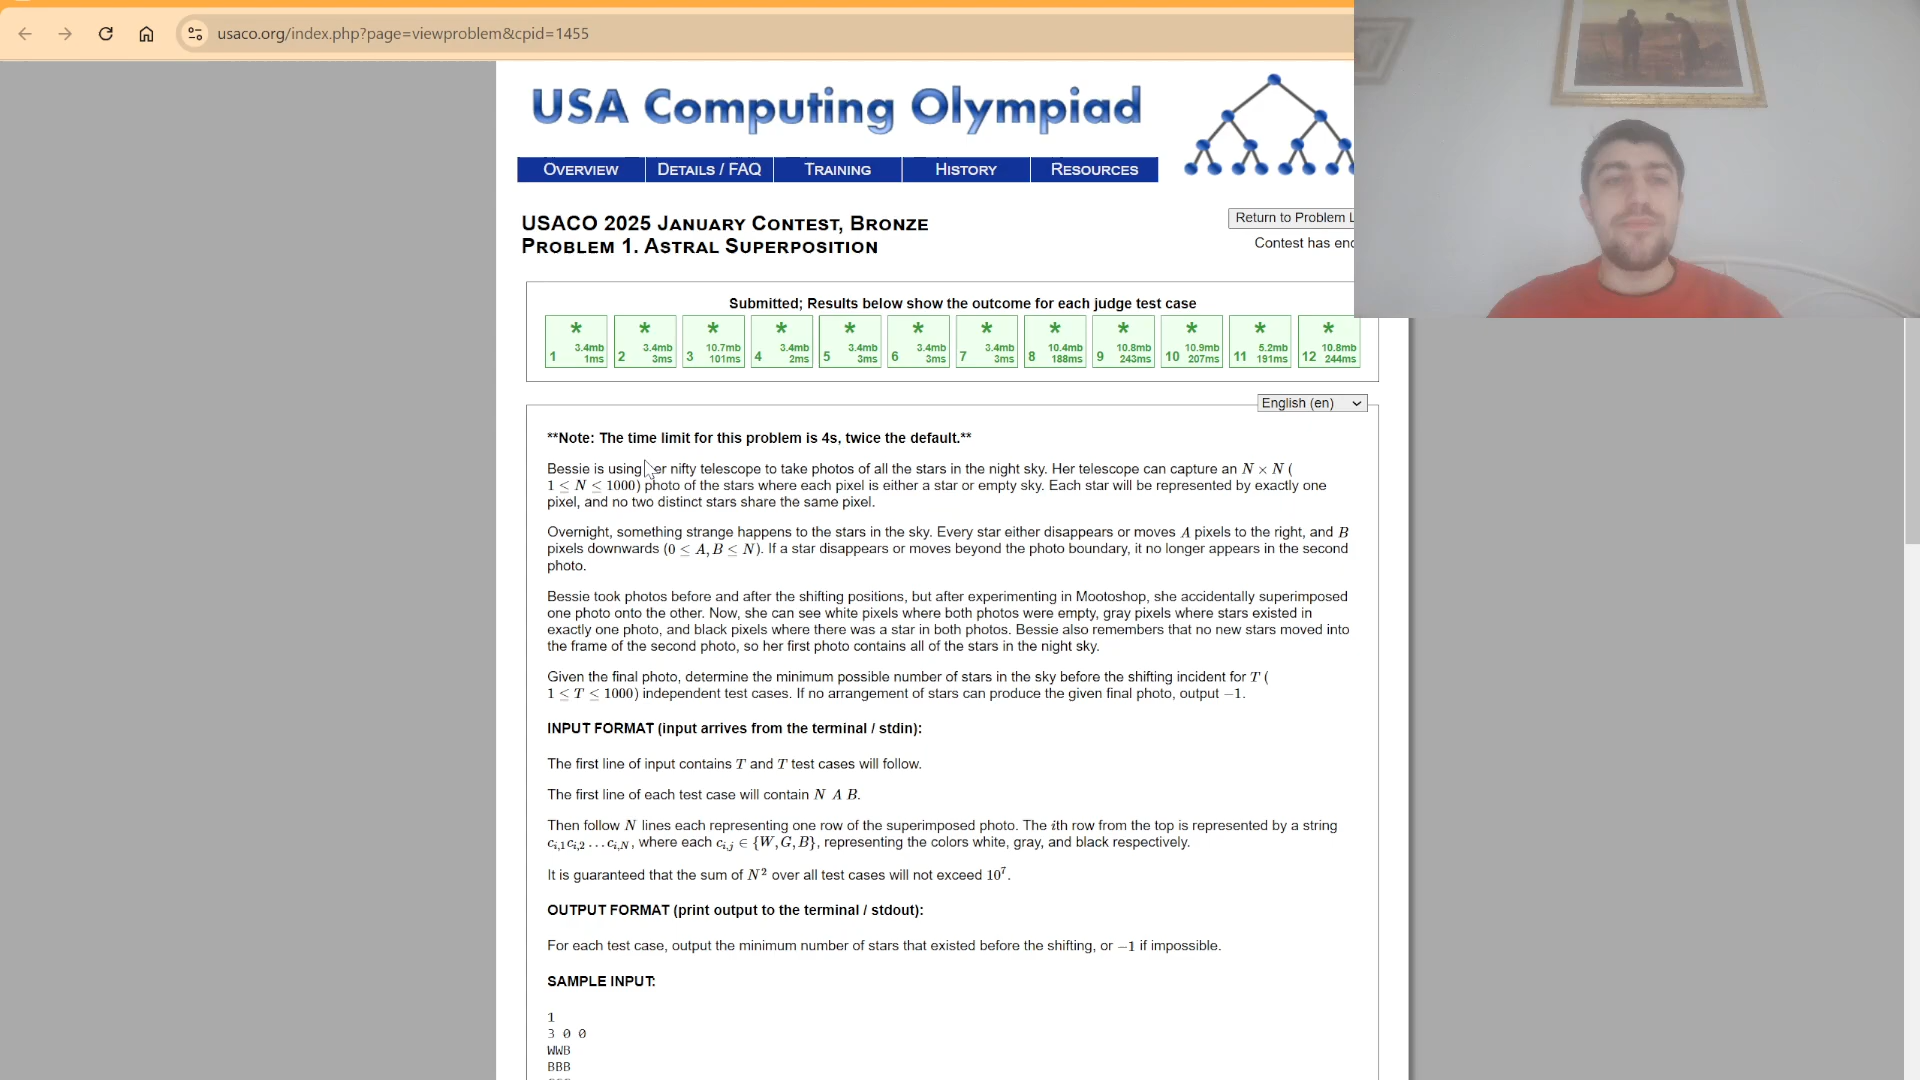 usaco.org/index.php?page=viewproblem&cpid=1455
USA Computing Olympiad
OVERVIEW DETAILS / FAQ TRAINING HISTORY RESOURCES
USACO 2025 JANUARY CONTEST, BRONZE
PROBLEM 1. ASTRAL SUPERPOSITION
Return to Problem L
Contest has end
Submitted; Results below show the outcome for each judge test case
* * * * * * * * * * * *
3.4mb 3.4mb 10.7mb 3.4mb 3.4mb 3.4mb 3.4mb 10.4mb 10.8mb 10.9mb 5.2mb 10.8mb
1 1ms 2 3ms 3 101ms 4 2ms 5 3ms 6 3ms 7 3ms 8 188ms 9 243ms 10 207ms 11 191ms 12 244ms
English (en)
**Note: The time limit for this problem is 4s, twice the default.**
Bessie is using her nifty telescope to take photos of all the stars in the night sky. Her telescope can capture an N × N (
1 ≤ N ≤ 1000) photo of the stars where each pixel is either a star or empty sky. Each star will be represented by exactly one
pixel, and no two distinct stars share the same pixel.
Overnight, something strange happens to the stars in the sky. Every star either disappears or moves A pixels to the right, and B
pixels downwards (0 ≤ A, B ≤ N). If a star disappears or moves beyond the photo boundary, it no longer appears in the second
photo.
Bessie took photos before and after the shifting positions, but after experimenting in Mootoshop, she accidentally superimposed
one photo onto the other. Now, she can see white pixels where both photos were empty, gray pixels where stars existed in
exactly one photo, and black pixels where there was a star in both photos. Bessie also remembers that no new stars moved into
the frame of the second photo, so her first photo contains all of the stars in the night sky.
Given the final photo, determine the minimum possible number of stars in the sky before the shifting incident for T (
1 ≤ T ≤ 1000) independent test cases. If no arrangement of stars can produce the given final photo, output −1.
INPUT FORMAT (input arrives from the terminal / stdin):
The first line of input contains T and T test cases will follow.
The first line of each test case will contain N A B.
Then follow N lines each representing one row of the superimposed photo. The ith row from the top is represented by a string
c_{i,1}c_{i,2} . . . c_{i,N}, where each c_{i,j} ∈ {W, G, B}, representing the colors white, gray, and black respectively.
It is guaranteed that the sum of N² over all test cases will not exceed 10⁷.
OUTPUT FORMAT (print output to the terminal / stdout):
For each test case, output the minimum number of stars that existed before the shifting, or −1 if impossible.
SAMPLE INPUT:
1
3 0 0
WWB
BBB